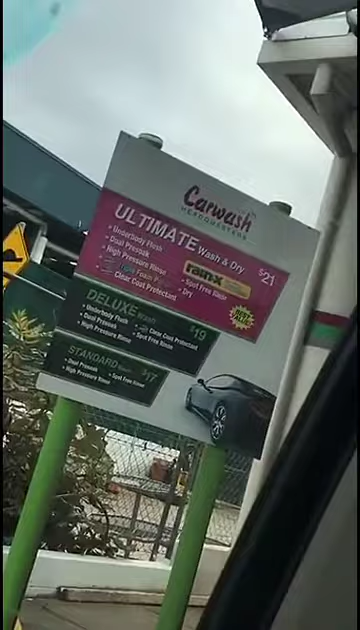 Carwash
HEADQUARTERS
ULTIMATE Wash & Dry $21
• Underbody Flush
• Dual Presoak
• High Pressure Rinse
Foam
Clear Coat Protectant
rain-x
• Spot Free Rinse
• Dry
DELUXE Wash $19
• Underbody Flush
• Dual Presoak
• High Pressure Rinse
Clear Coat Protectant
• Spot Free Rinse
STANDARD Wash $17
• Dual Presoak
• High Pressure Rinse
• Spot Free Rinse